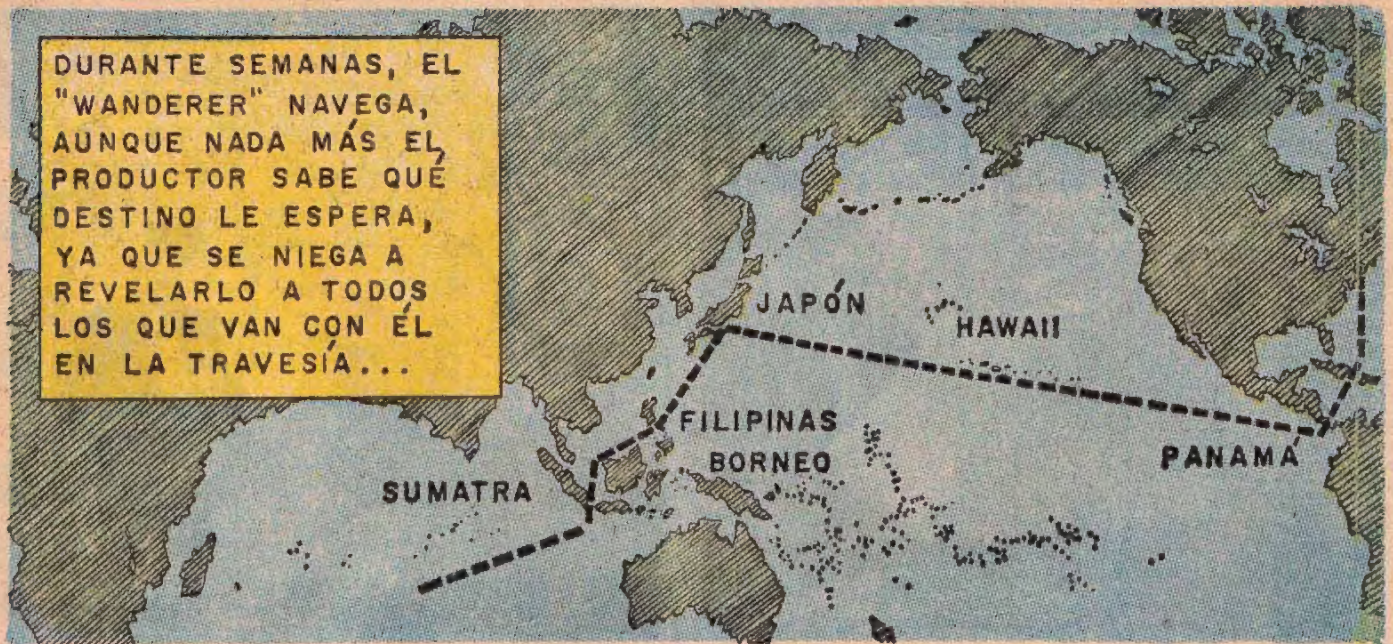 DURANTE SEMANAS, EL
"WANDERER" NAVEGA,
AUNQUE NADA MÁS EL
PRODUCTOR SABE QUÉ
DESTINO LE ESPERA,
YA QUE SE NIEGA A
REVELARLO A TODOS
LOS QUE VAN CON ÉL
EN LA TRAVESÍA...
JAPÓN
HAWAII
FILIPINAS
BORNEO
PANAMÁ
SUMATRA